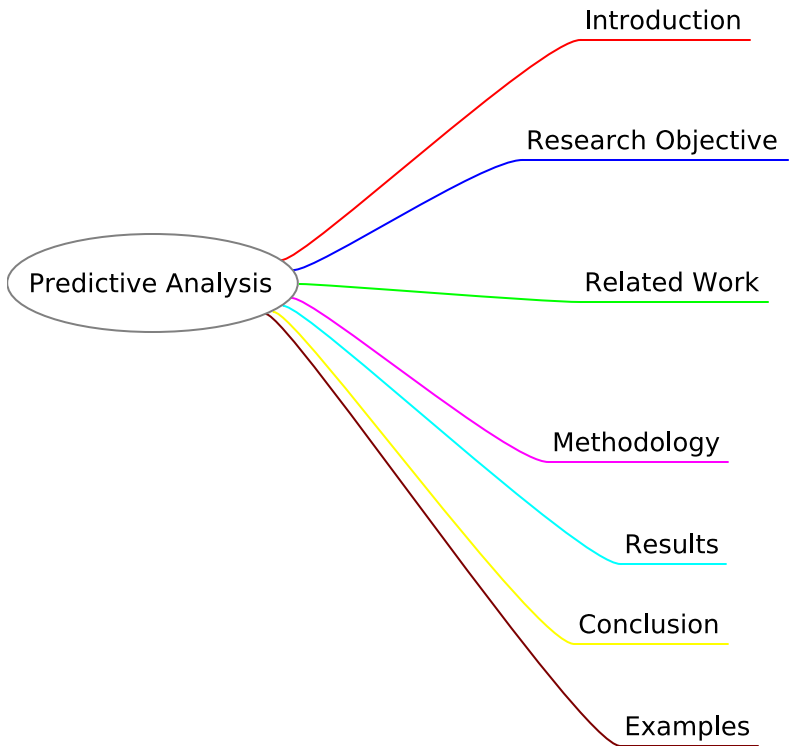 Introduction
Research Objective
Predictive Analysis
Related Work
Methodology
Results
Conclusion
Examples